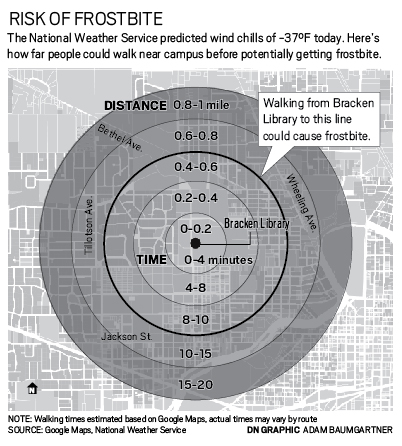 RISK OF FROSTBITE
The National Weather Service predicted wind chills of -37ºF today. Here's
how far people could walk near campus before potentially getting frostbite.
DISTANCE 0.8-1 mile
Walking from Bracken
Library to this line
could cause frostbite.
Bethel Ave.
0.6-0.8
0.4-0.6
Wheeling Ave.
0.2-0.4
Tillotson Ave.
Bracken Library
0-0.2
TIME 0-4 minutes
4-8
8-10
Jackson St.
10-15
15-20
N
NOTE: Walking times estimated based on Google Maps, actual times may vary by route
SOURCE: Google Maps, National Weather Service DN GRAPHIC ADAM BAUMGARTNER